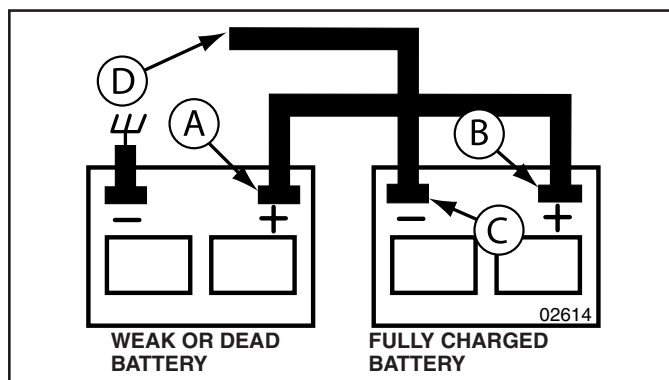 D
A
B
C
–
+
–
+
02614
WEAK OR DEAD
BATTERY
FULLY CHARGED
BATTERY